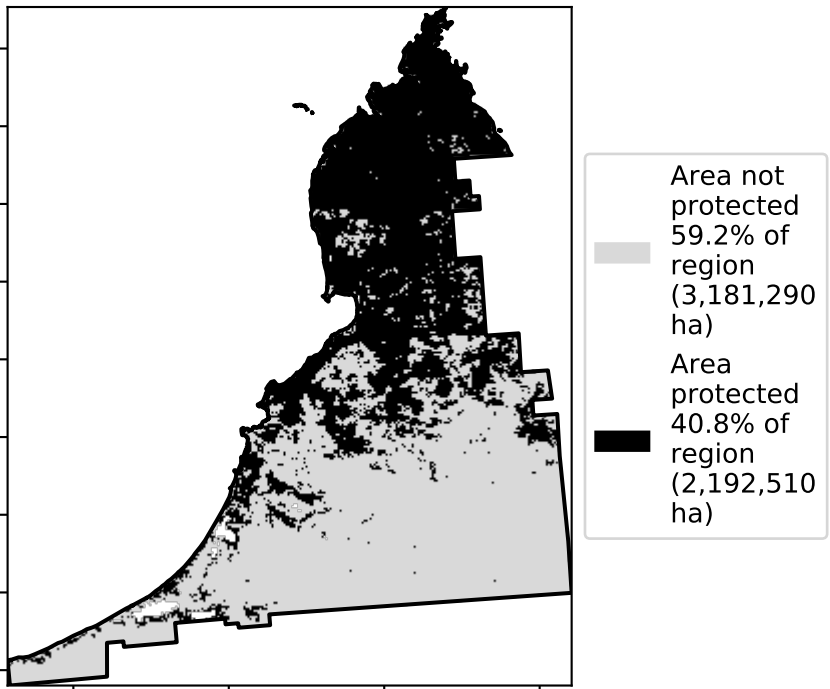 Area not
protected
59.2% of
region
(3,181,290
ha)
Area
protected
40.8% of
region
(2,192,510
ha)